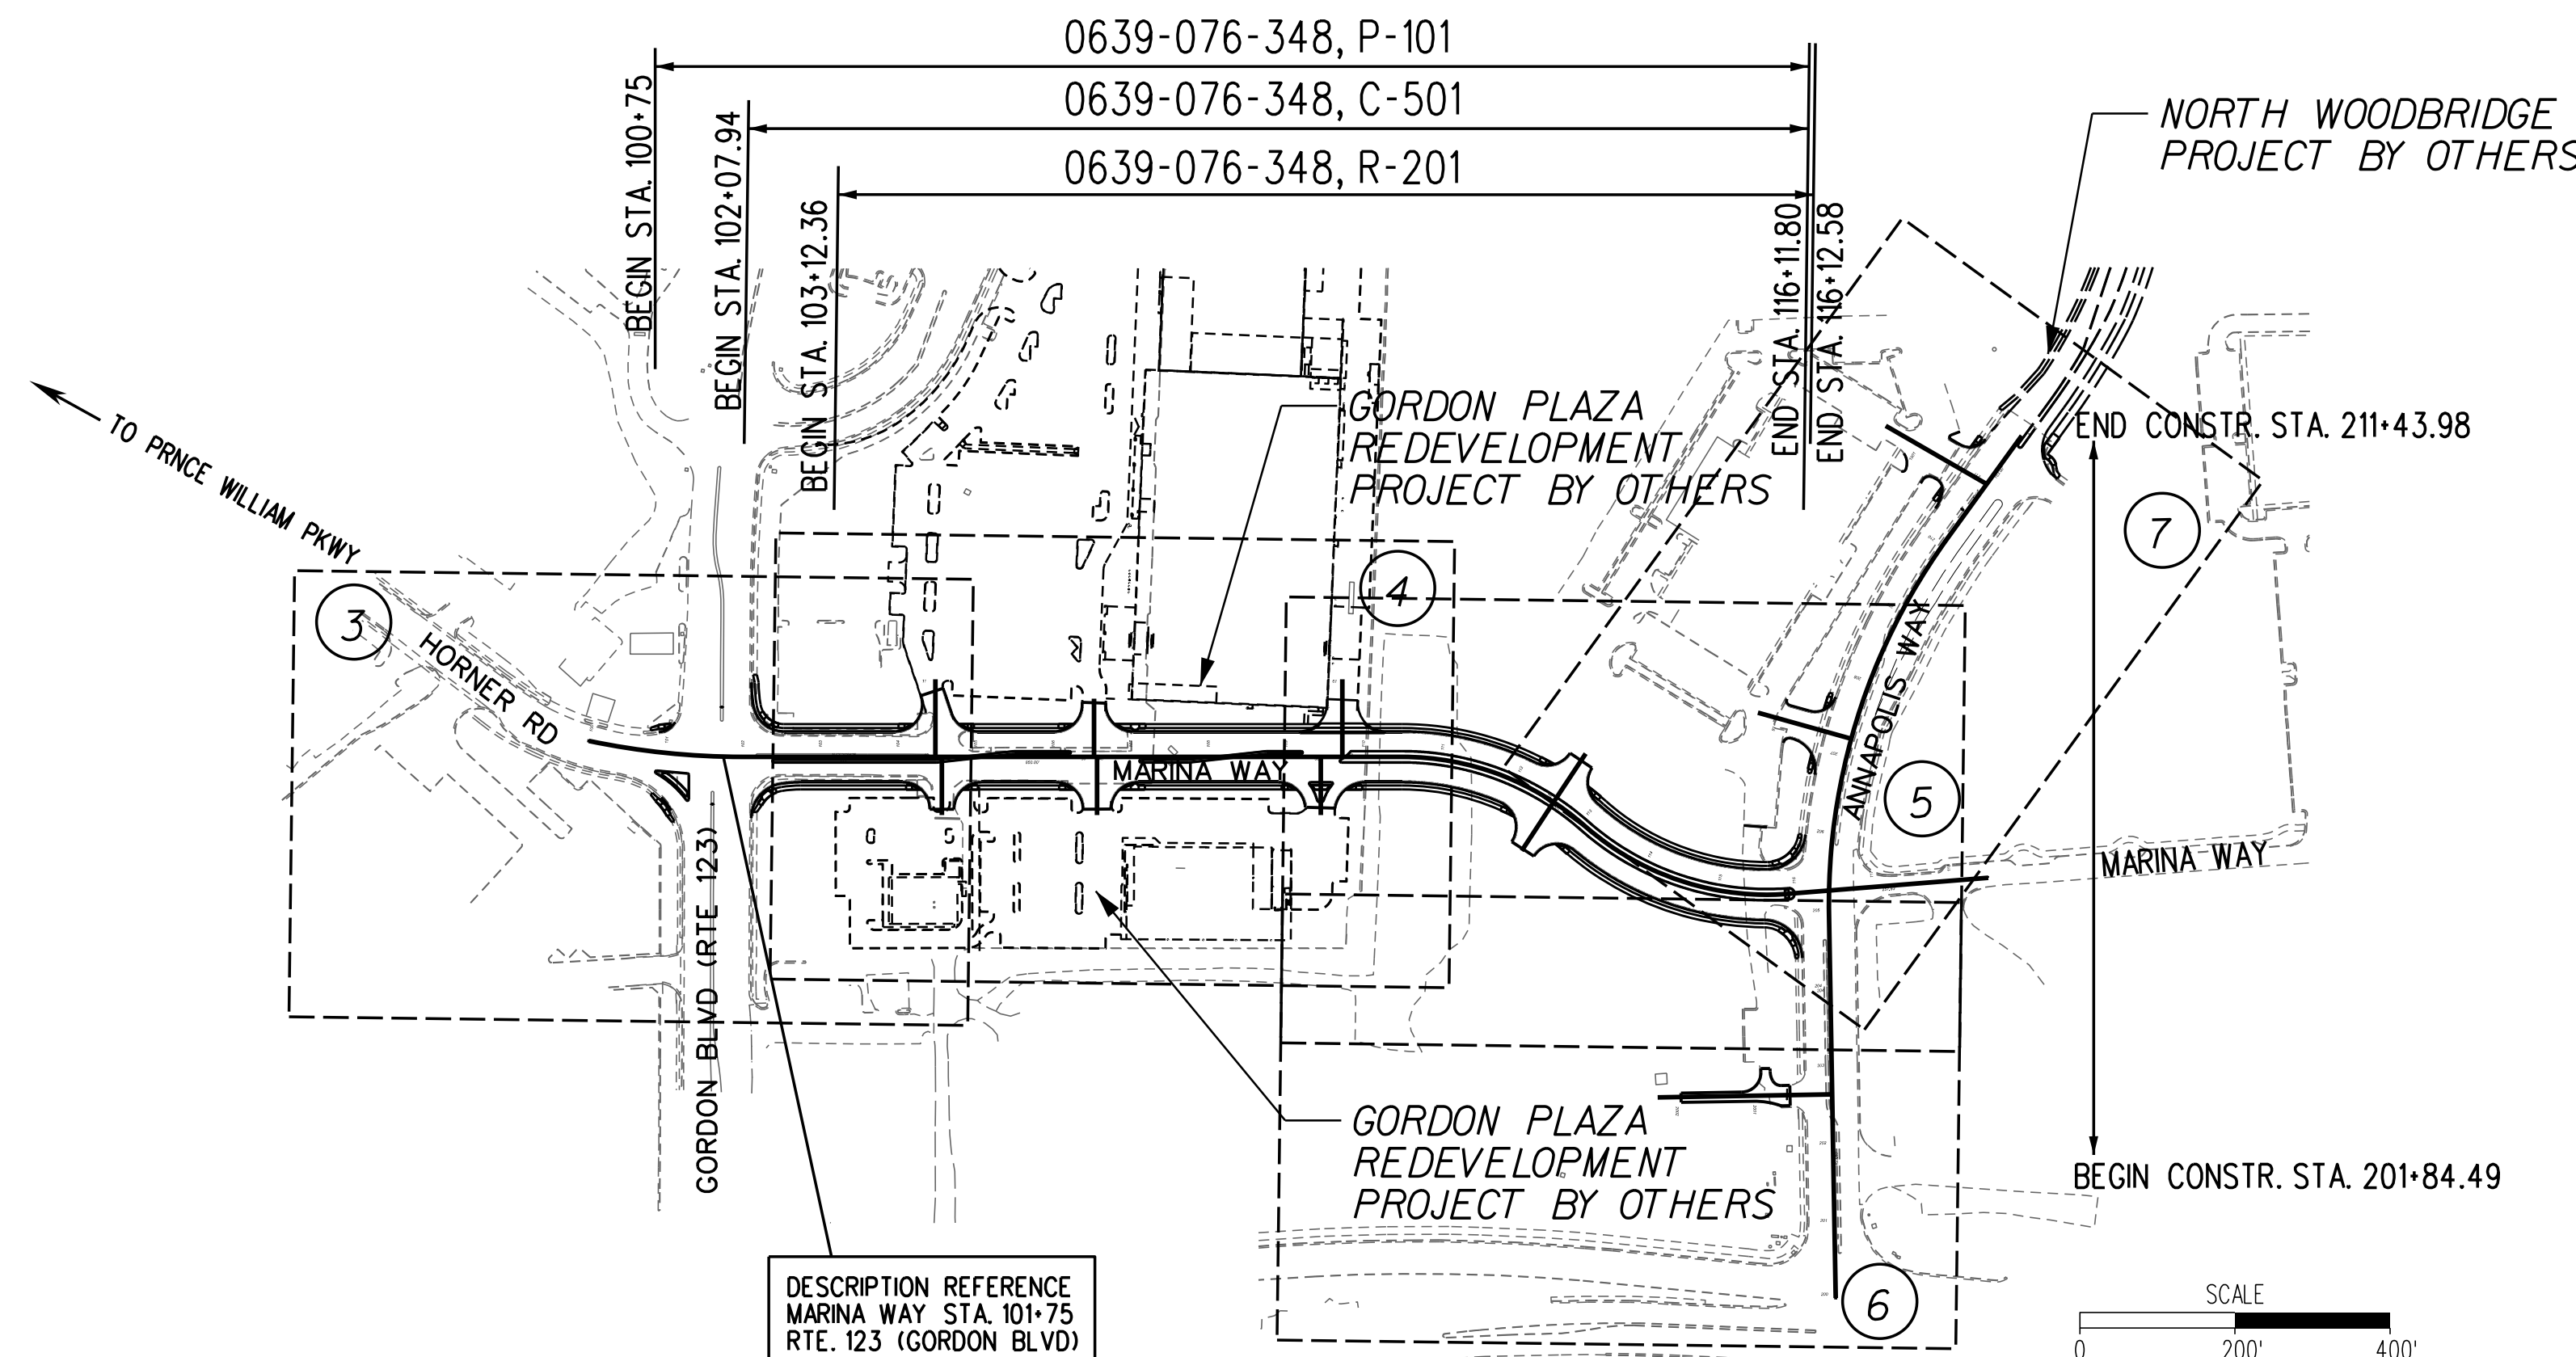 0639-076-348, P-101
0639-076-348, C-501
0639-076-348, R-201
BEGIN STA. 100+75
BEGIN STA. 102+07.94
BEGIN STA. 103+12.36
END STA. 116+11.80
END STA. 116+12.58
NORTH WOODBRIDGE
PROJECT BY OTHERS
GORDON PLAZA
REDEVELOPMENT
PROJECT BY OTHERS
END CONSTR. STA. 211+43.98
TO PRNCE WILLIAM PKWY
7
4
3
HORNER RD
ANNAPOLIS WAY
MARINA WAY
5
MARINA WAY
GORDON BLVD (RTE 123)
GORDON PLAZA
REDEVELOPMENT
PROJECT BY OTHERS
BEGIN CONSTR. STA. 201+84.49
6
DESCRIPTION REFERENCE
MARINA WAY STA. 101+75
RTE. 123 (GORDON BLVD)
SCALE
0 200' 400'